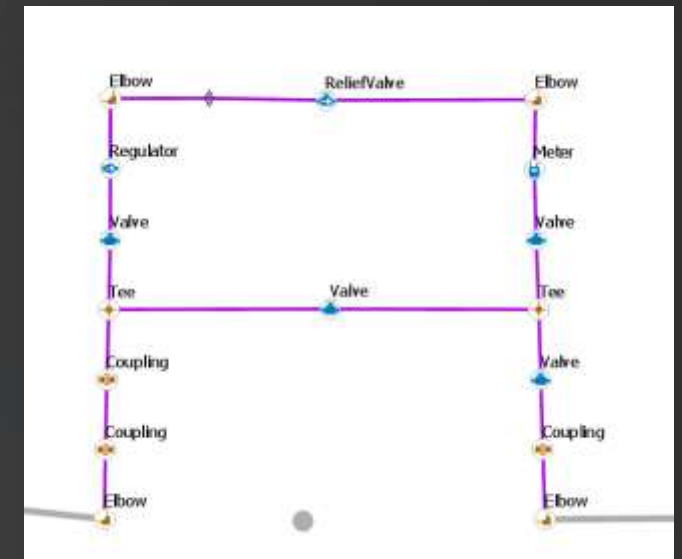 Elbow
ReliefValve
Elbow
Regulator
Meter
Valve
Valve
Tee
Valve
Tee
Coupling
Valve
Coupling
Coupling
Elbow
Elbow